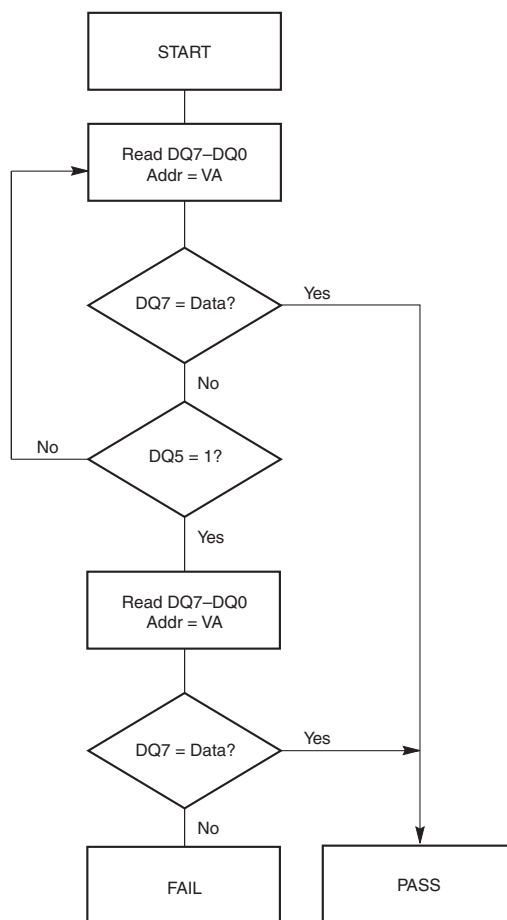 START
Read DQ7–DQ0
Addr = VA
DQ7 = Data?
Yes
No
DQ5 = 1?
No
Yes
Read DQ7–DQ0
Addr = VA
DQ7 = Data?
Yes
No
FAIL
PASS